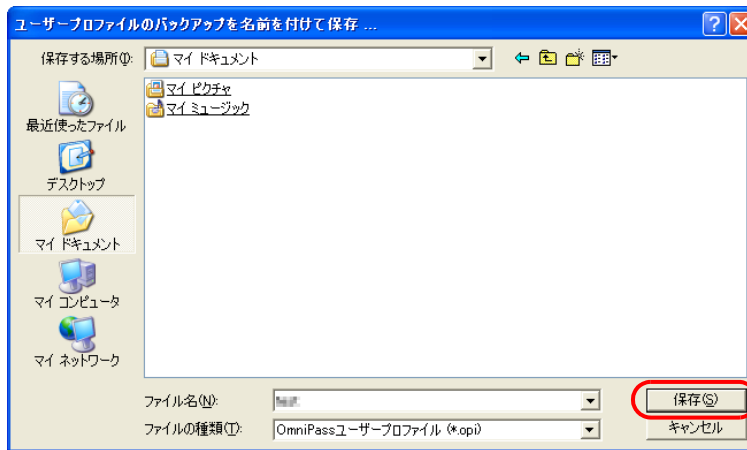 ユーザープロファイルのバックアップを名前を付けて保存 ...
保存する場所(I):
マイ ドキュメント
マイ ピクチャ
マイ ミュージック
最近使ったファイル
デスクトップ
マイ ドキュメント
マイ コンピュータ
マイ ネットワーク
ファイル名(N):
保存(S)
ファイルの種類(T):
OmniPassユーザープロファイル (*.opi)
キャンセル